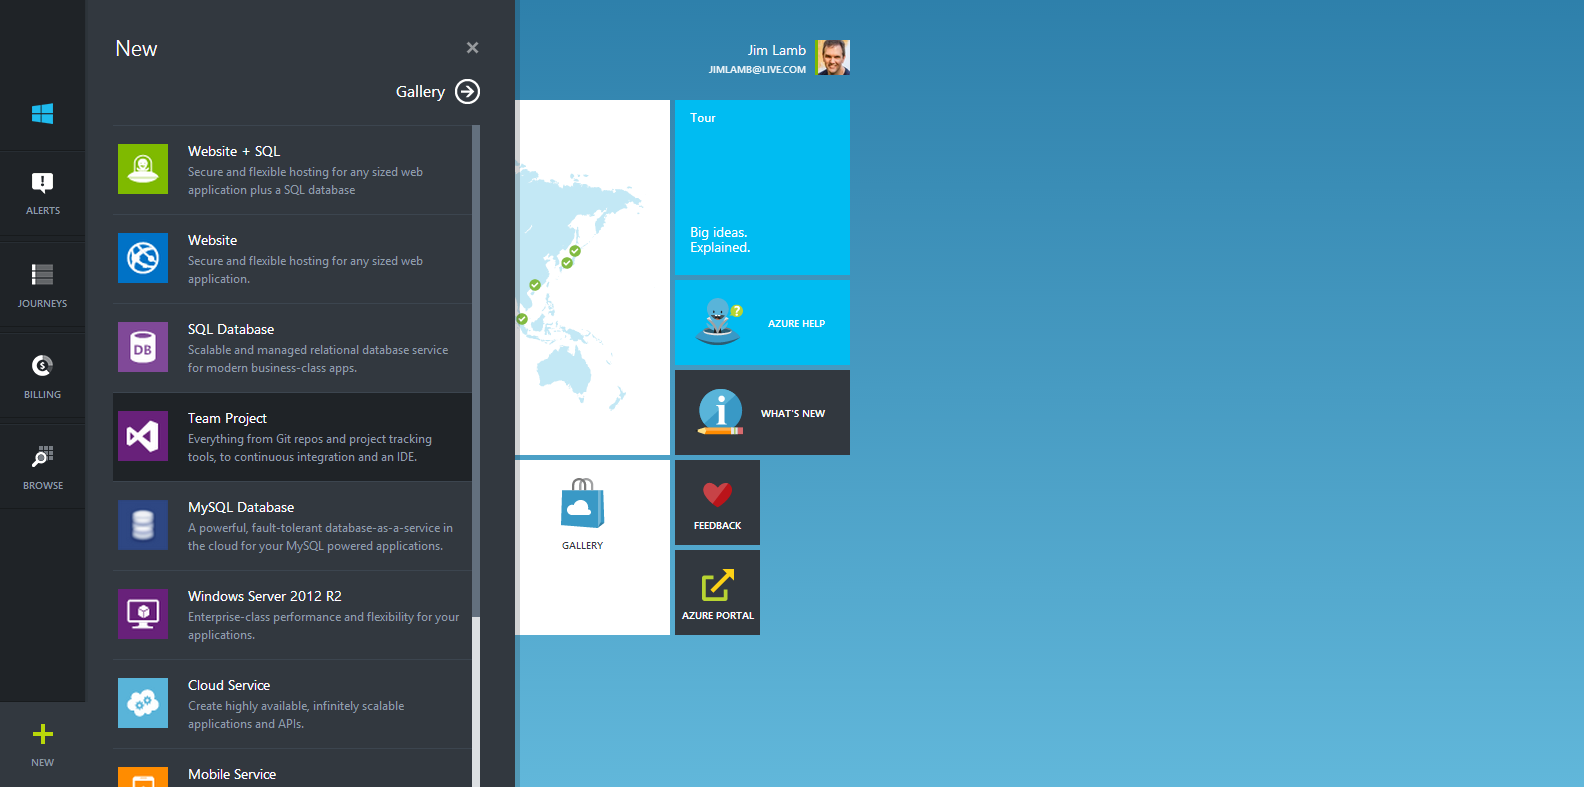 ALERTS
JOURNEYS
BILLING
BROWSE
NEW
New
Gallery
Website + SQL
Secure and flexible hosting for any sized web
application plus a SQL database
Website
Secure and flexible hosting for any sized web
application.
DB
SQL Database
Scalable and managed relational database service
for modern business-class apps.
Team Project
Everything from Git repos and project tracking
tools, to continuous integration and an IDE.
MySQL Database
A powerful, fault-tolerant database-as-a-service in
the cloud for your MySQL powered applications.
Windows Server 2012 R2
Enterprise-class performance and flexibility for your
applications.
Cloud Service
Create highly available, infinitely scalable
applications and APIs.
Mobile Service
Jim Lamb
JIMLAMB@LIVE.COM
Tour
Big ideas.
Explained.
AZURE HELP
WHAT'S NEW
GALLERY
FEEDBACK
AZURE PORTAL